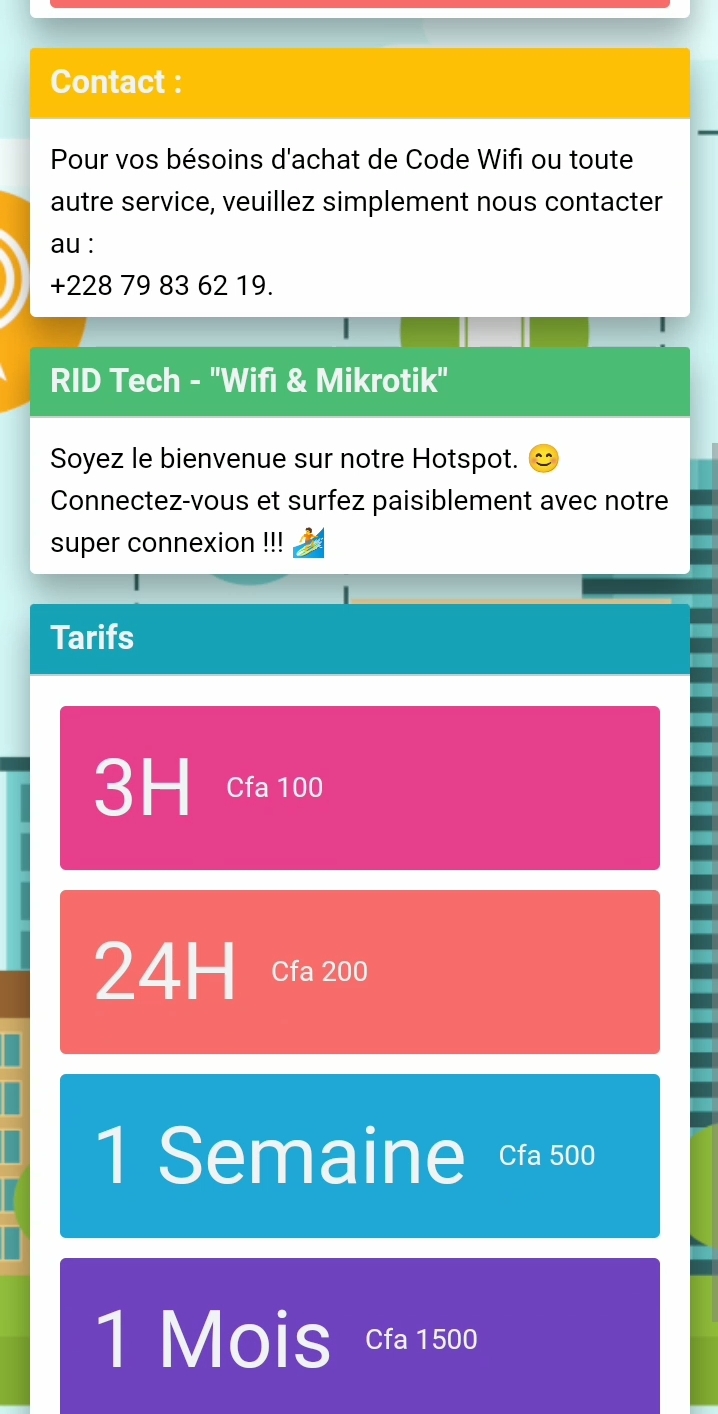 Contact :
Pour vos bésoins d'achat de Code Wifi ou toute
autre service, veuillez simplement nous contacter
au :
+228 79 83 62 19.
RID Tech - "Wifi & Mikrotik"
Soyez le bienvenue sur notre Hotspot. 😊
Connectez-vous et surfez paisiblement avec notre
super connexion !!! 🏄
Tarifs
3H Cfa 100
24H Cfa 200
1 Semaine Cfa 500
1 Mois Cfa 1500